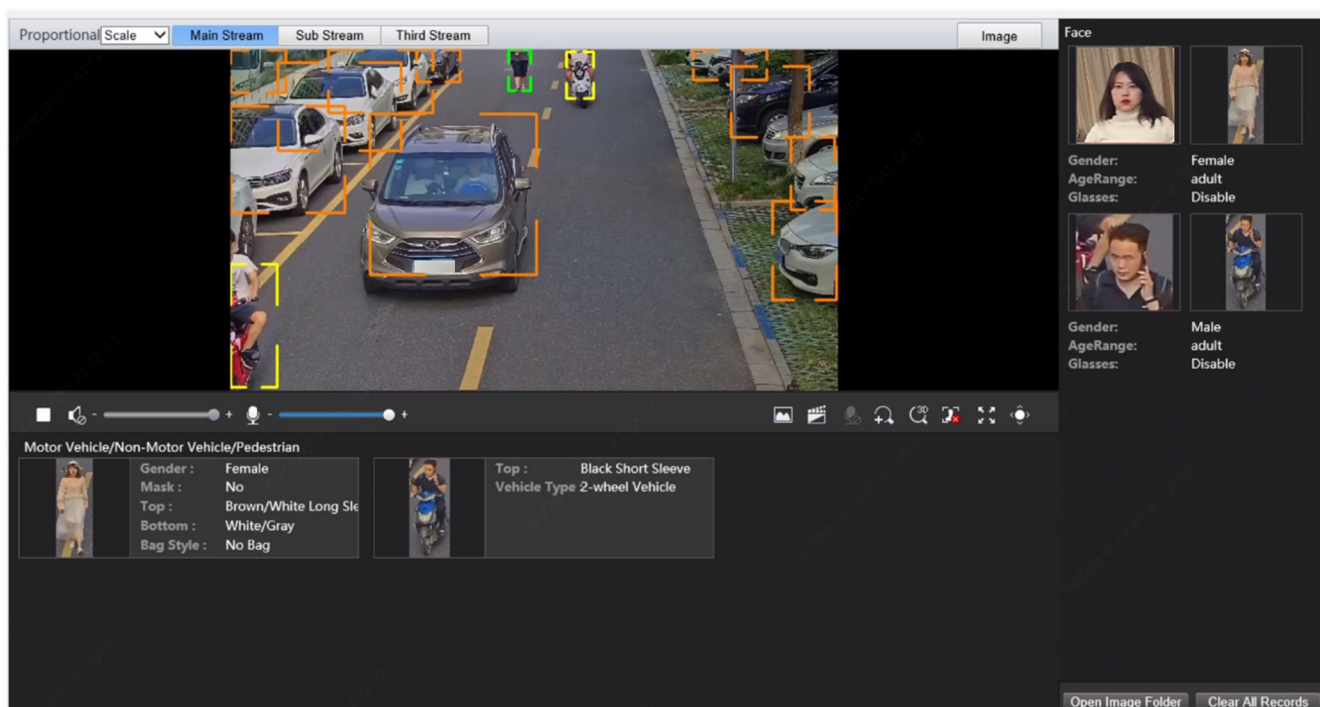 Proportional Scale Main Stream Sub Stream Third Stream Image
Face
Gender: Female
AgeRange: adult
Glasses: Disable
Gender: Male
AgeRange: adult
Glasses: Disable
- + - +
3D
Motor Vehicle/Non-Motor Vehicle/Pedestrian
Gender : Female
Mask : No
Top : Brown/White Long Sle
Bottom : White/Gray
Bag Style : No Bag
Top : Black Short Sleeve
Vehicle Type : 2-wheel Vehicle
Open Image Folder Clear All Records